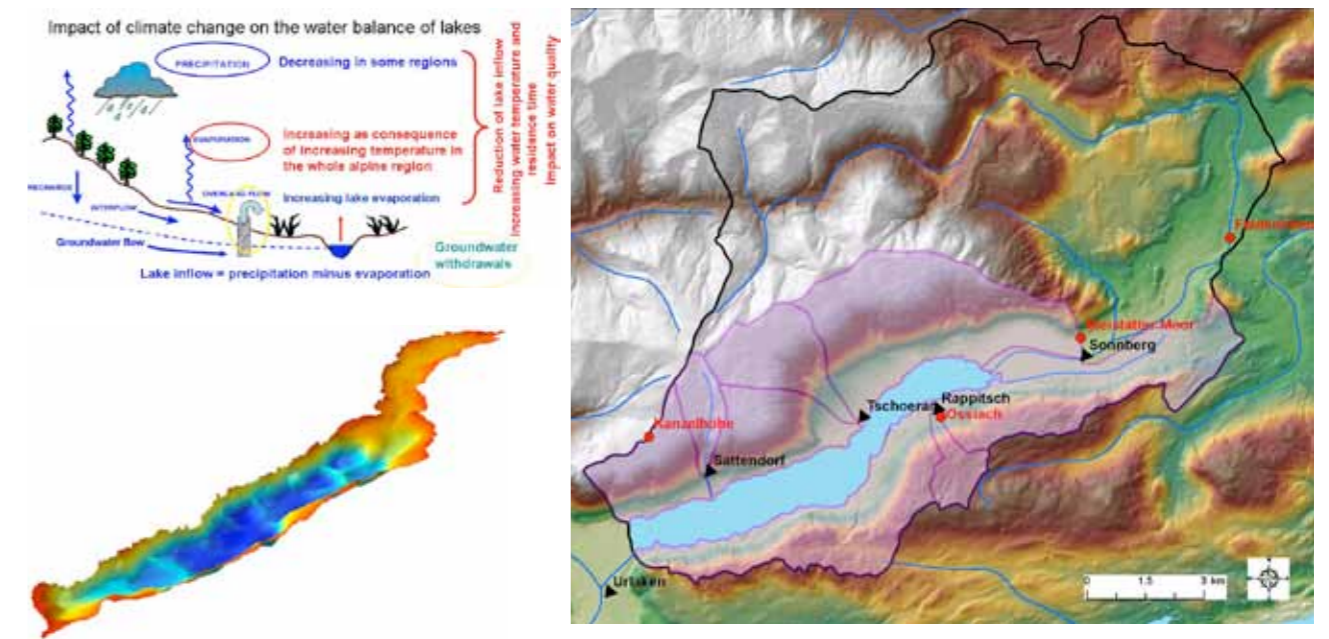 Impact of climate change on the water balance of lakes
PRECIPITATION
Decreasing in some regions
EVAPORATION
Increasing as consequence
of increasing temperature in
the whole alpine region
RECHARGE
OVERLAND FLOW
Increasing lake evaporation
INTERFLOW
Groundwater flow
Groundwater
withdrawals
Lake inflow = precipitation minus evaporation
Reduction of lake inflow
Increasing water temperature and
residance time
Impact on water quality
Sonnberg
Tschoeran
Rappitsch
Ossiach
Kanzelhöhe
Sattendorf
Urlaken
0 1.5 3 km